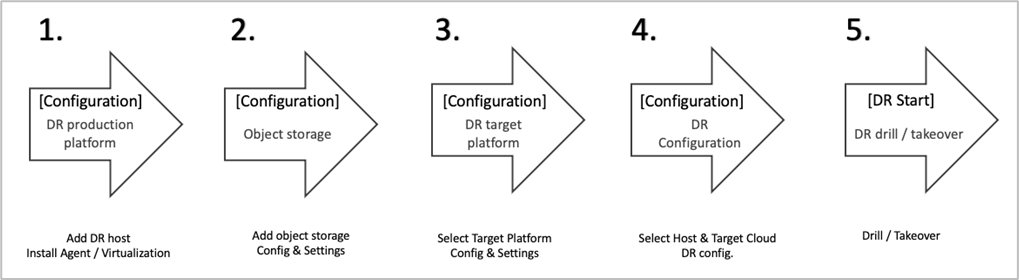 1.
[Configuration]
DR production
platform
Add DR host
Install Agent / Virtualization
2.
[Configuration]
Object storage
Add object storage
Config & Settings
3.
[Configuration]
DR target
platform
Select Target Platform
Config & Settings
4.
[Configuration]
DR
Configuration
Select Host & Target Cloud
DR config.
5.
[DR Start]
DR drill / takeover
Drill / Takeover